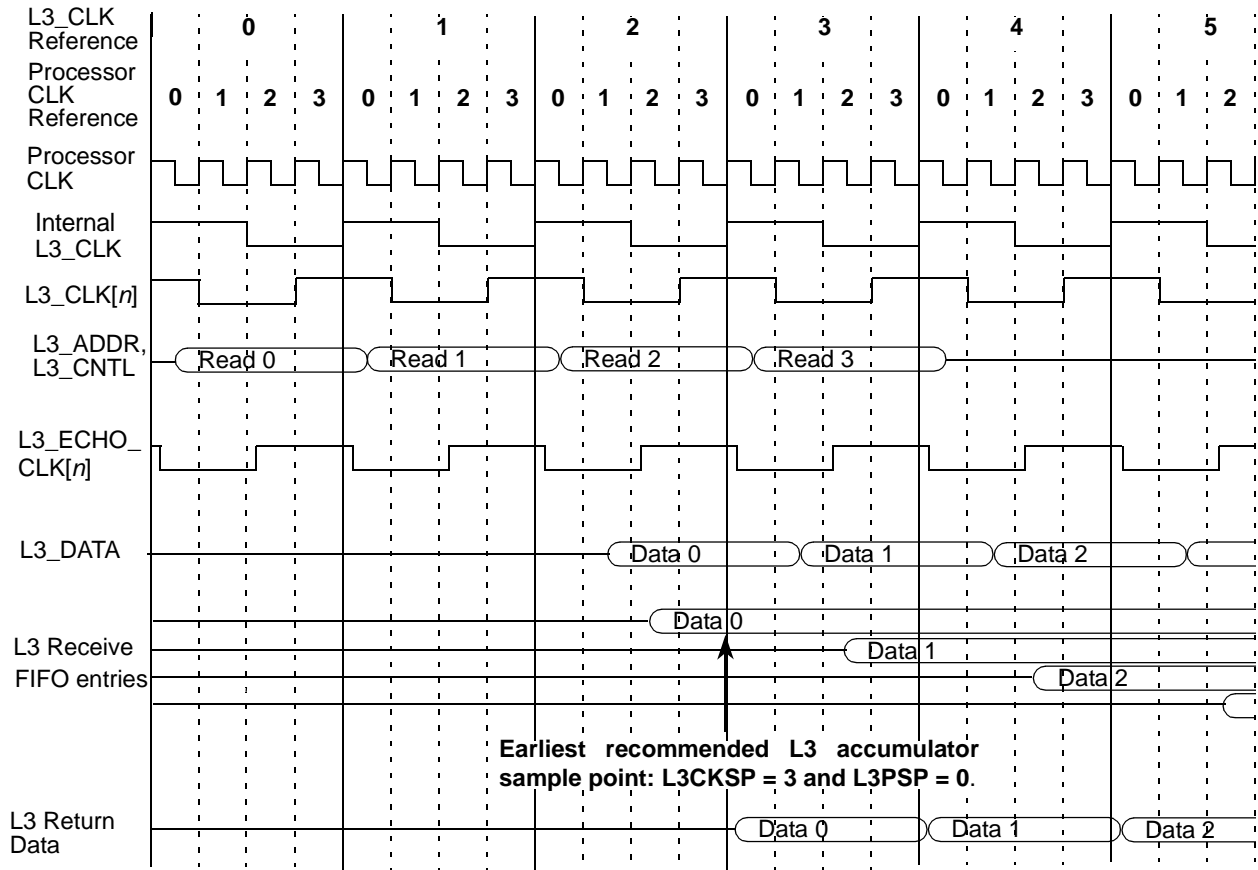 L3_CLK
Reference
0 1 2 3 4 5
Processor
CLK
Reference
0 1 2 3 0 1 2 3 0 1 2 3 0 1 2 3 0 1 2 3 0 1 2
Processor
CLK
Internal
L3_CLK
L3_CLK[n]
L3_ADDR,
L3_CNTL
Read 0 Read 1 Read 2 Read 3
L3_ECHO_
CLK[n]
L3_DATA
Data 0 Data 1 Data 2
Data 0
L3 Receive
Data 1
FIFO entries
Data 2
Earliest recommended L3 accumulator
sample point: L3CKSP = 3 and L3PSP = 0.
L3 Return
Data
Data 0 Data 1 Data 2